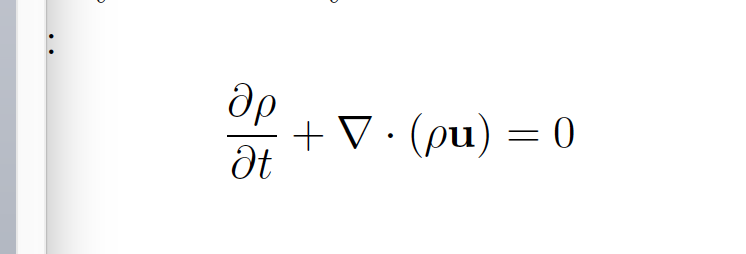 :
∂ρ/∂t + ∇ · (ρ𝐮) = 0